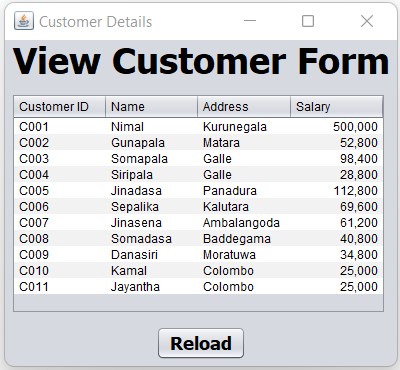 Customer Details
View Customer Form
Customer ID Name Address Salary
C001 Nimal Kurunegala 500,000
C002 Gunapala Matara 52,800
C003 Somapala Galle 98,400
C004 Siripala Galle 28,800
C005 Jinadasa Panadura 112,800
C006 Sepalika Kalutara 69,600
C007 Jinasena Ambalangoda 61,200
C008 Somadasa Baddegama 40,800
C009 Danasiri Moratuwa 34,800
C010 Kamal Colombo 25,000
C011 Jayantha Colombo 25,000
Reload